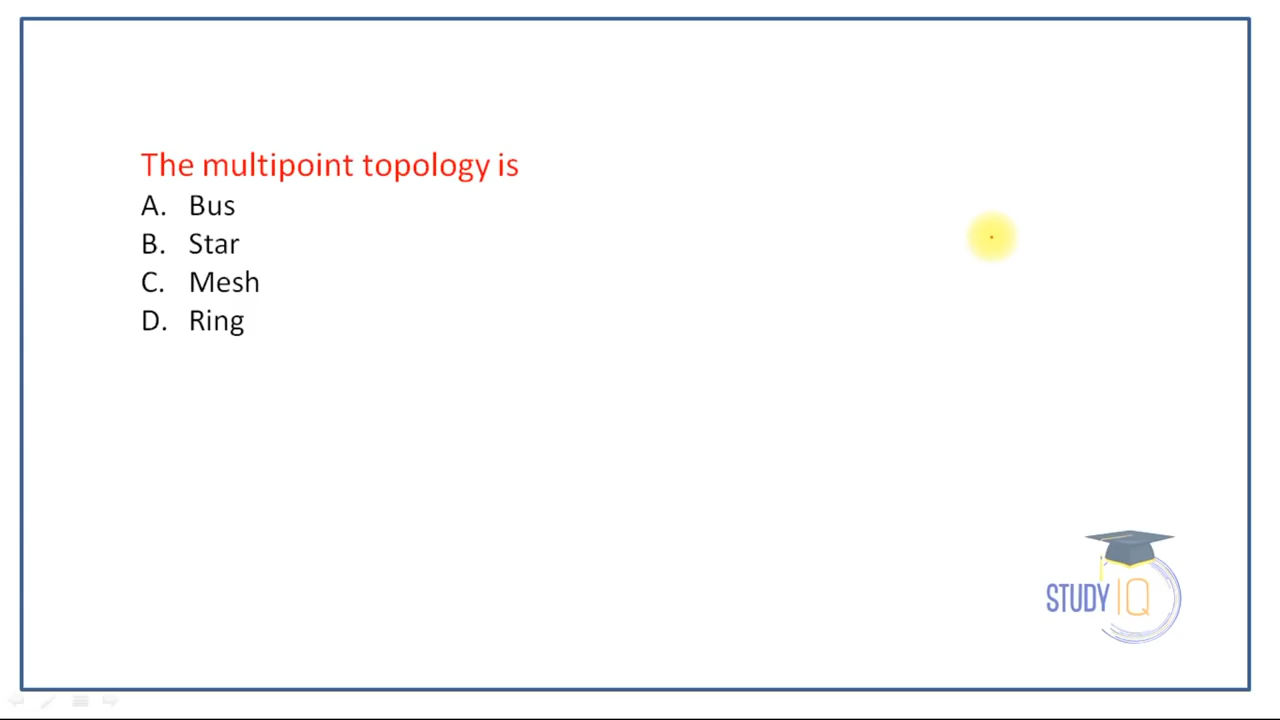 The multipoint topology is
A. Bus
B. Star
C. Mesh
D. Ring
STUDY IQ